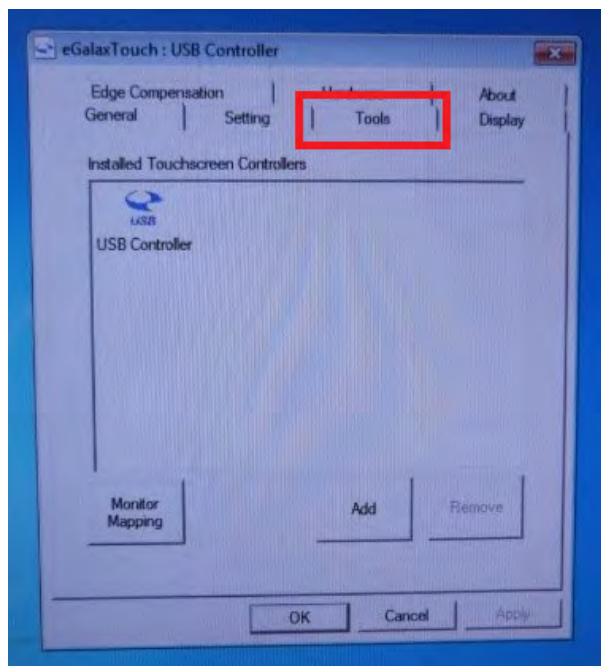 eGalaxTouch : USB Controller
Edge Compensation About
General Setting Tools Display
Installed Touchscreen Controllers
USB
USB Controller
Monitor
Mapping
Add Remove
OK Cancel Apply